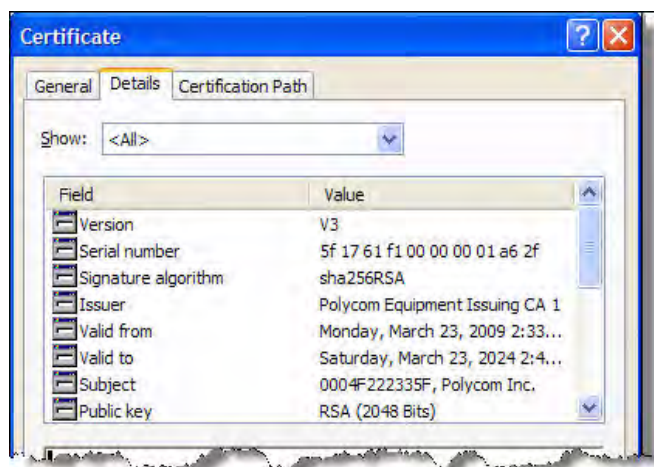 Certificate
General Details Certification Path
Show: <All>
Field Value
Version V3
Serial number 5f 17 61 f1 00 00 00 01 a6 2f
Signature algorithm sha256RSA
Issuer Polycom Equipment Issuing CA 1
Valid from Monday, March 23, 2009 2:33...
Valid to Saturday, March 23, 2024 2:4...
Subject 0004F222335F, Polycom Inc.
Public key RSA (2048 Bits)